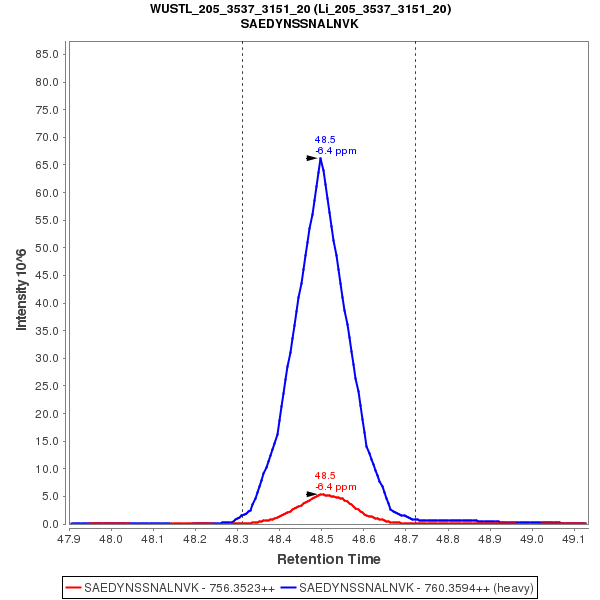 WUSTL_205_3537_3151_20 (Li_205_3537_3151_20)
SAEDYNSSNALNVK
85.0
80.0
75.0
70.0
65.0
60.0
55.0
50.0
45.0
40.0
35.0
30.0
25.0
20.0
15.0
10.0
5.0
0.0
Intensity 10^6
48.5
-6.4 ppm
48.5
-6.4 ppm
47.9 48.0 48.1 48.2 48.3 48.4 48.5 48.6 48.7 48.8 48.9 49.0 49.1
Retention Time
SAEDYNSSNALNVK - 756.3523++ SAEDYNSSNALNVK - 760.3594++ (heavy)